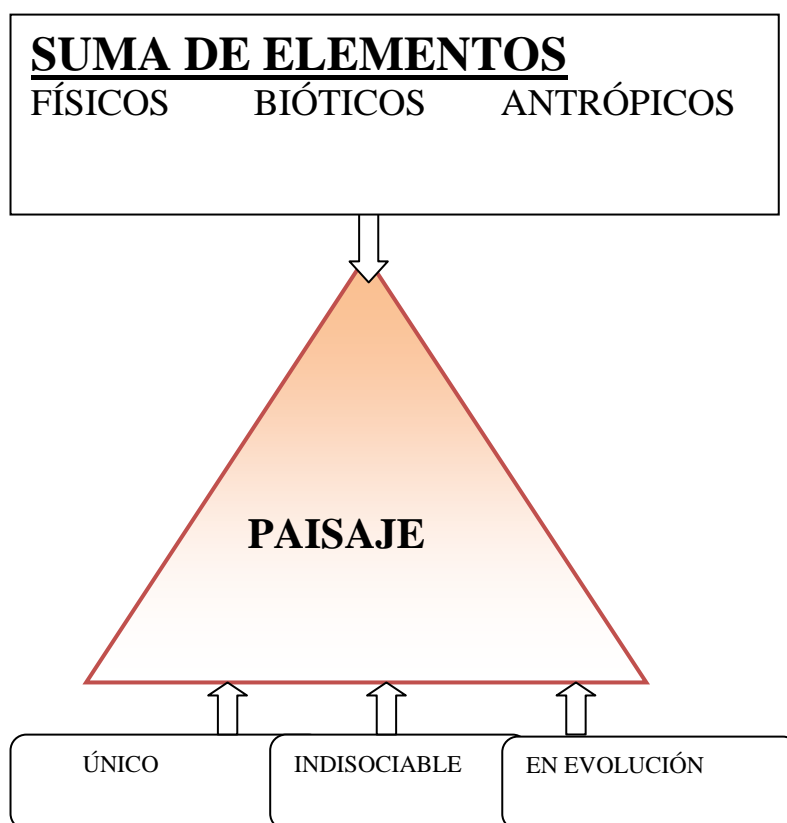 SUMA DE ELEMENTOS
FÍSICOS BIÓTICOS ANTRÓPICOS
PAISAJE
ÚNICO INDISOCIABLE EN EVOLUCIÓN